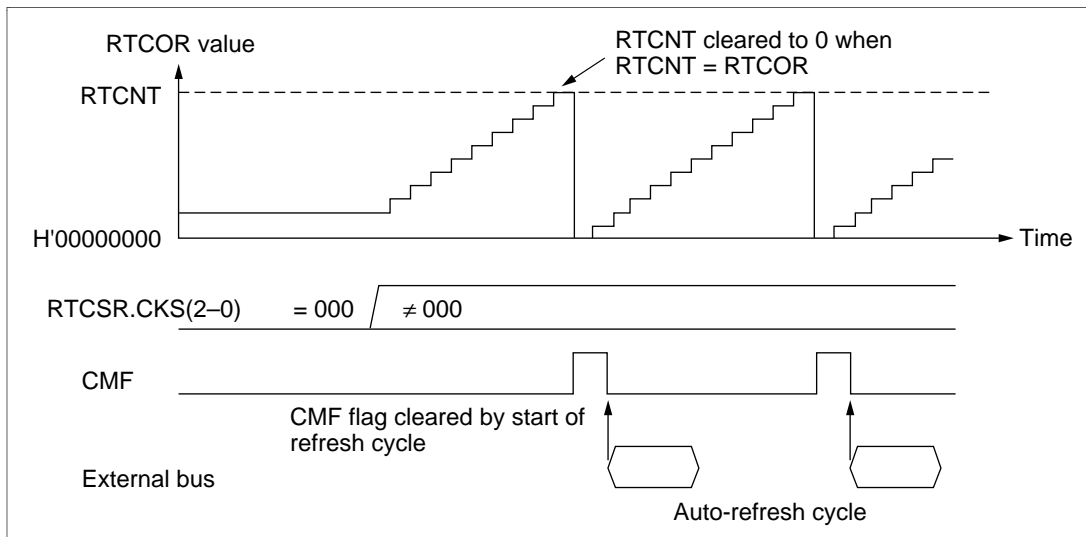 RTCOR value
RTCNT cleared to 0 when
RTCNT = RTCOR
RTCNT
H'00000000
Time
RTCSR.CKS(2–0)
= 000
≠ 000
CMF
CMF flag cleared by start of
refresh cycle
External bus
Auto-refresh cycle